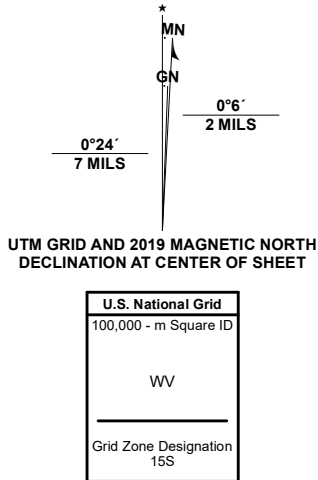 ★
MN
GN
0°6´
2 MILS
0°24´
7 MILS
UTM GRID AND 2019 MAGNETIC NORTH
DECLINATION AT CENTER OF SHEET
U.S. National Grid
100,000 - m Square ID
WV
Grid Zone Designation
15S